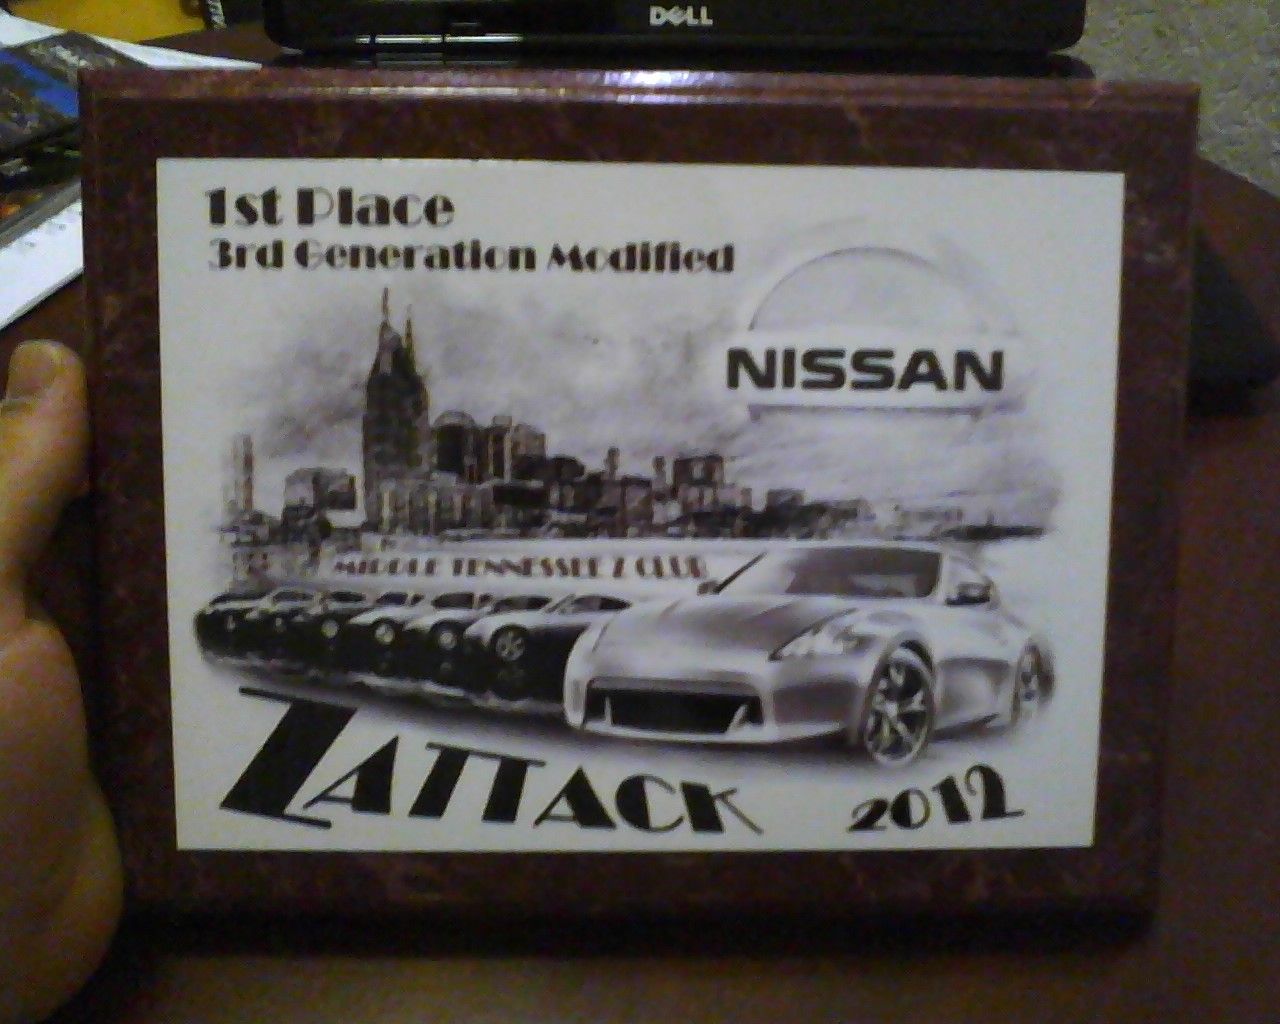 DELL
1st Place
3rd Generation Modified
NISSAN
MIDDLE TENNESSEE Z CLUB
ZATTACK 2012